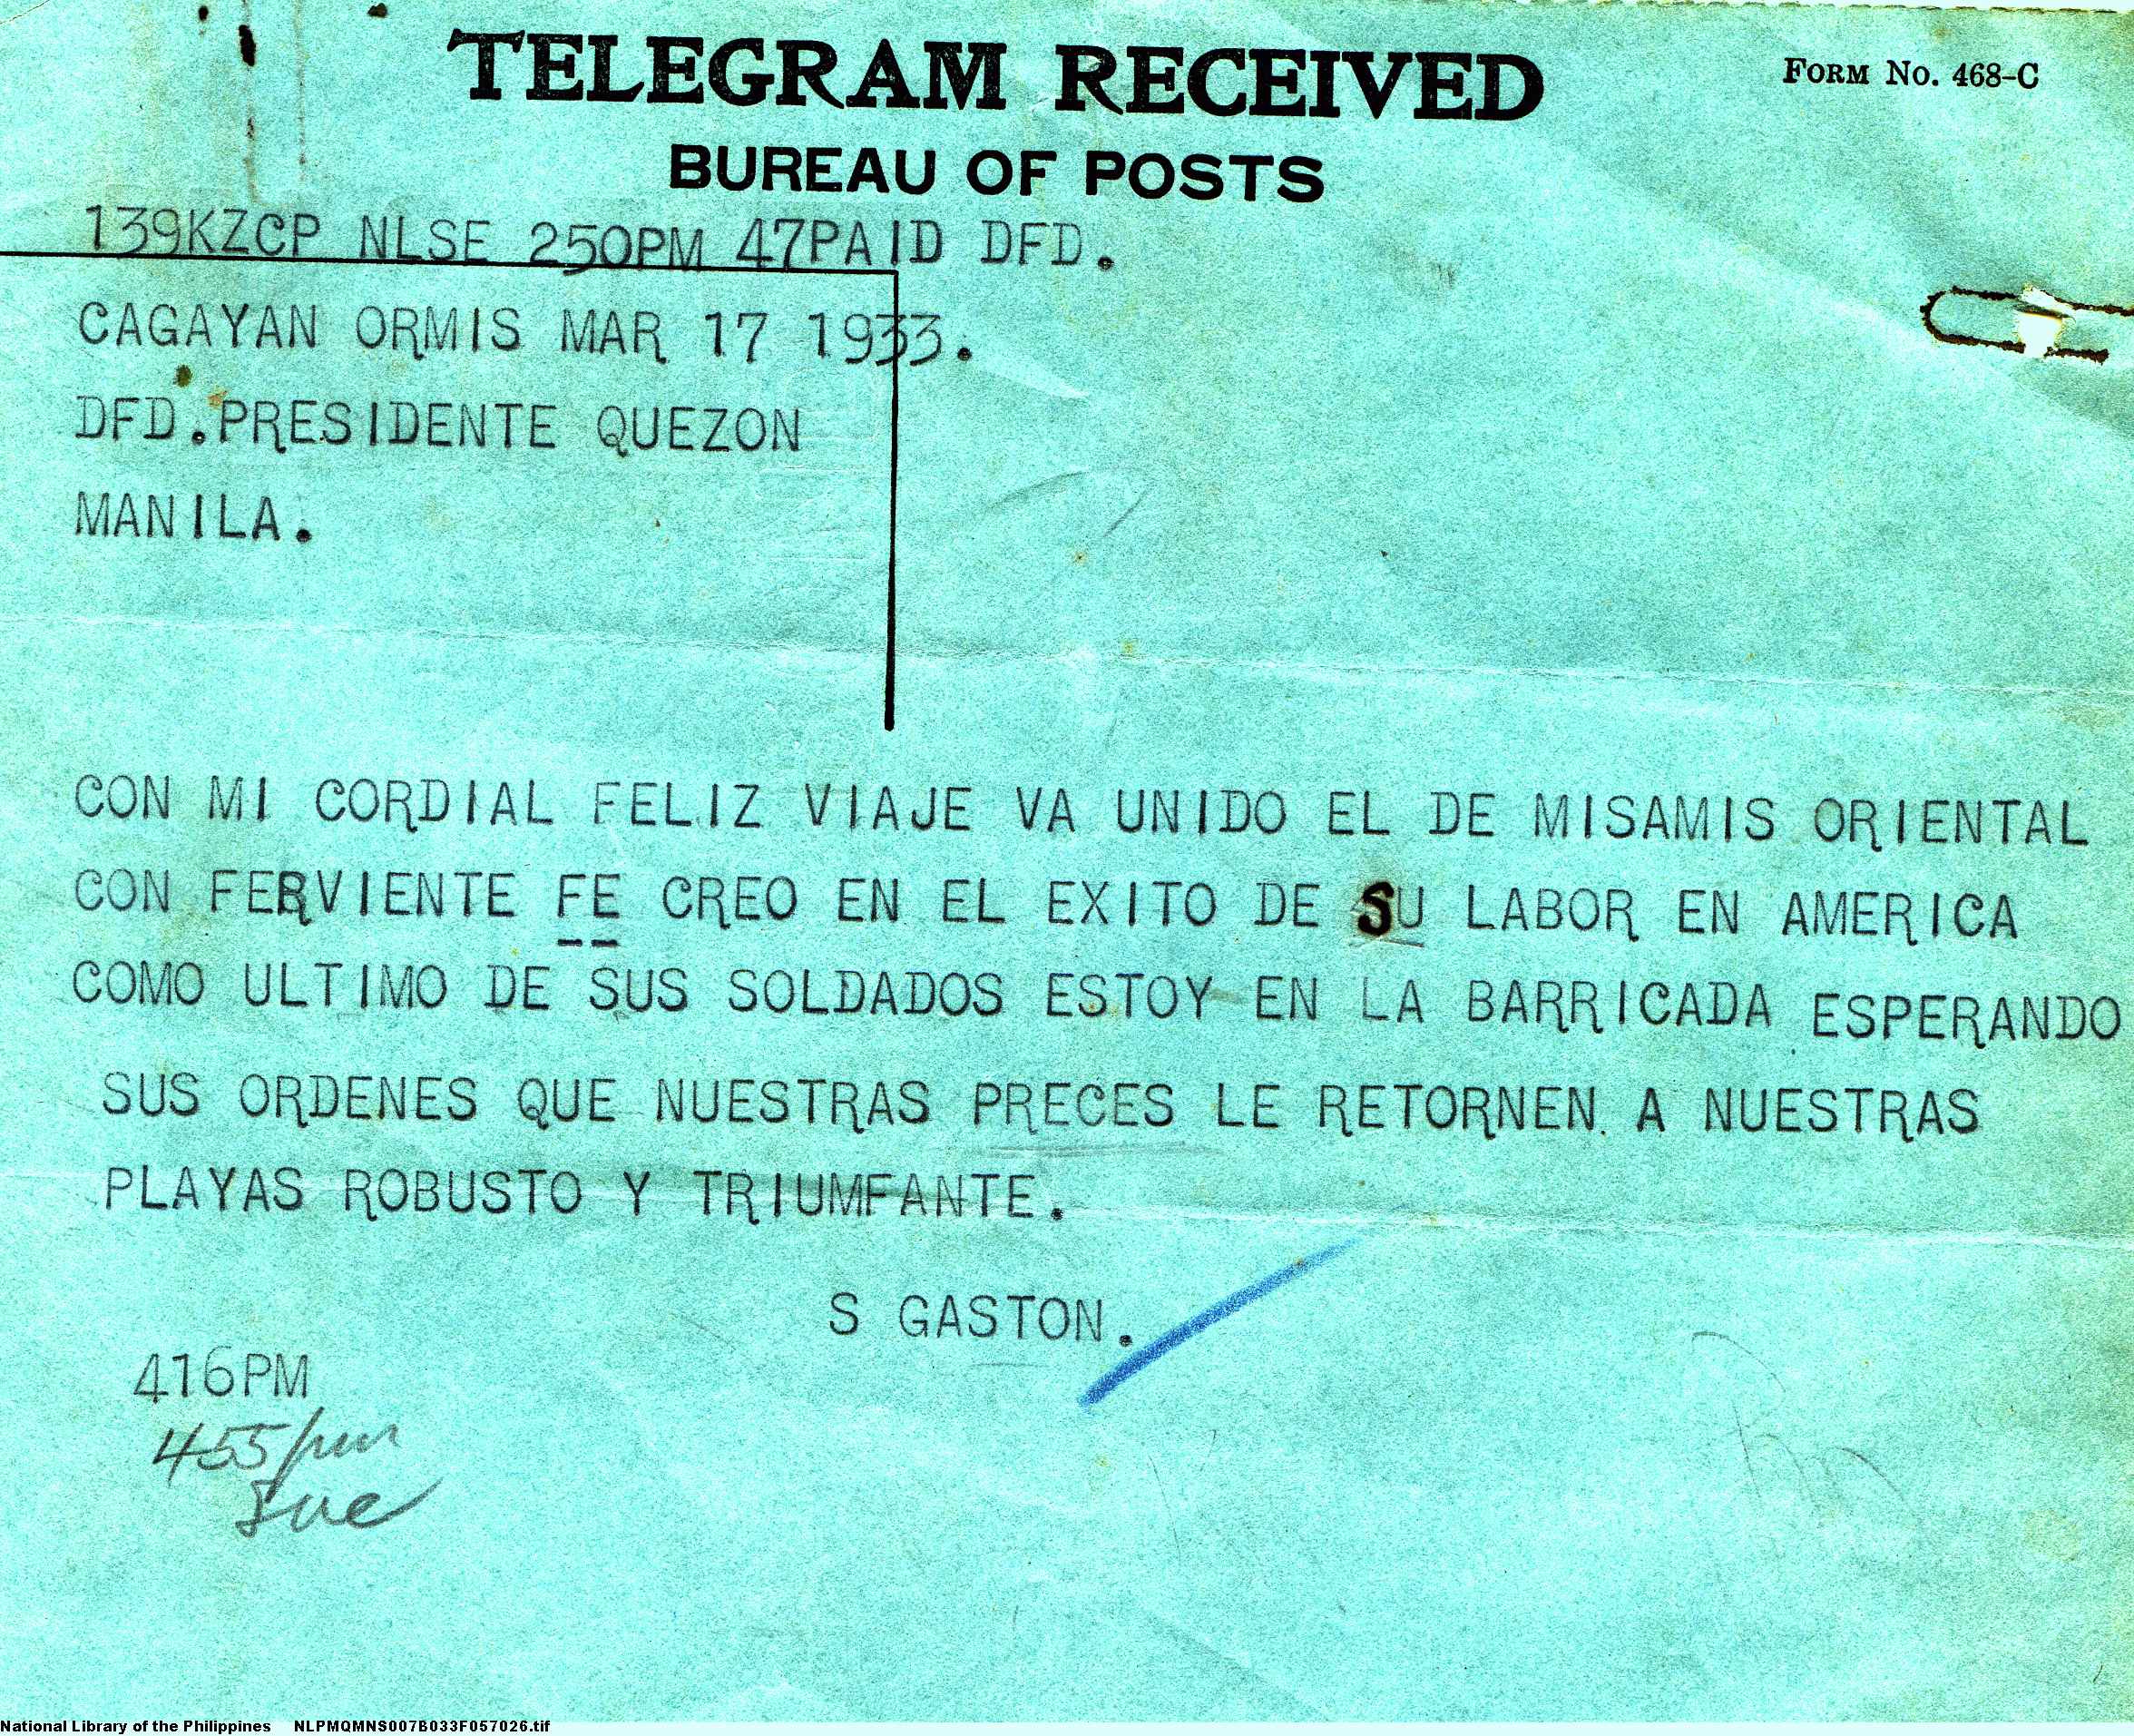 TELEGRAM RECEIVED
FORM NO. 468-C
BUREAU OF POSTS
139KZCP NLSE 250PM 47PAID DFD.
CAGAYAN ORMIS MAR 17 1933.
DFD.PRESIDENTE QUEZON
MANILA.
CON MI CORDIAL FELIZ VIAJE VA UNIDO EL DE MISAMIS ORIENTAL
CON FERVIENTE FE CREO EN EL EXITO DE SU LABOR EN AMERICA
COMO ULTIMO DE SUS SOLDADOS ESTOY EN LA BARRICADA ESPERANDO
SUS ORDENES QUE NUESTRAS PRECES LE RETORNEN A NUESTRAS
PLAYAS ROBUSTO Y TRIUMFANTE.
S GASTON.
416PM
455pm
National Library of the Philippines NLPMQMNS007B033F057026.tif